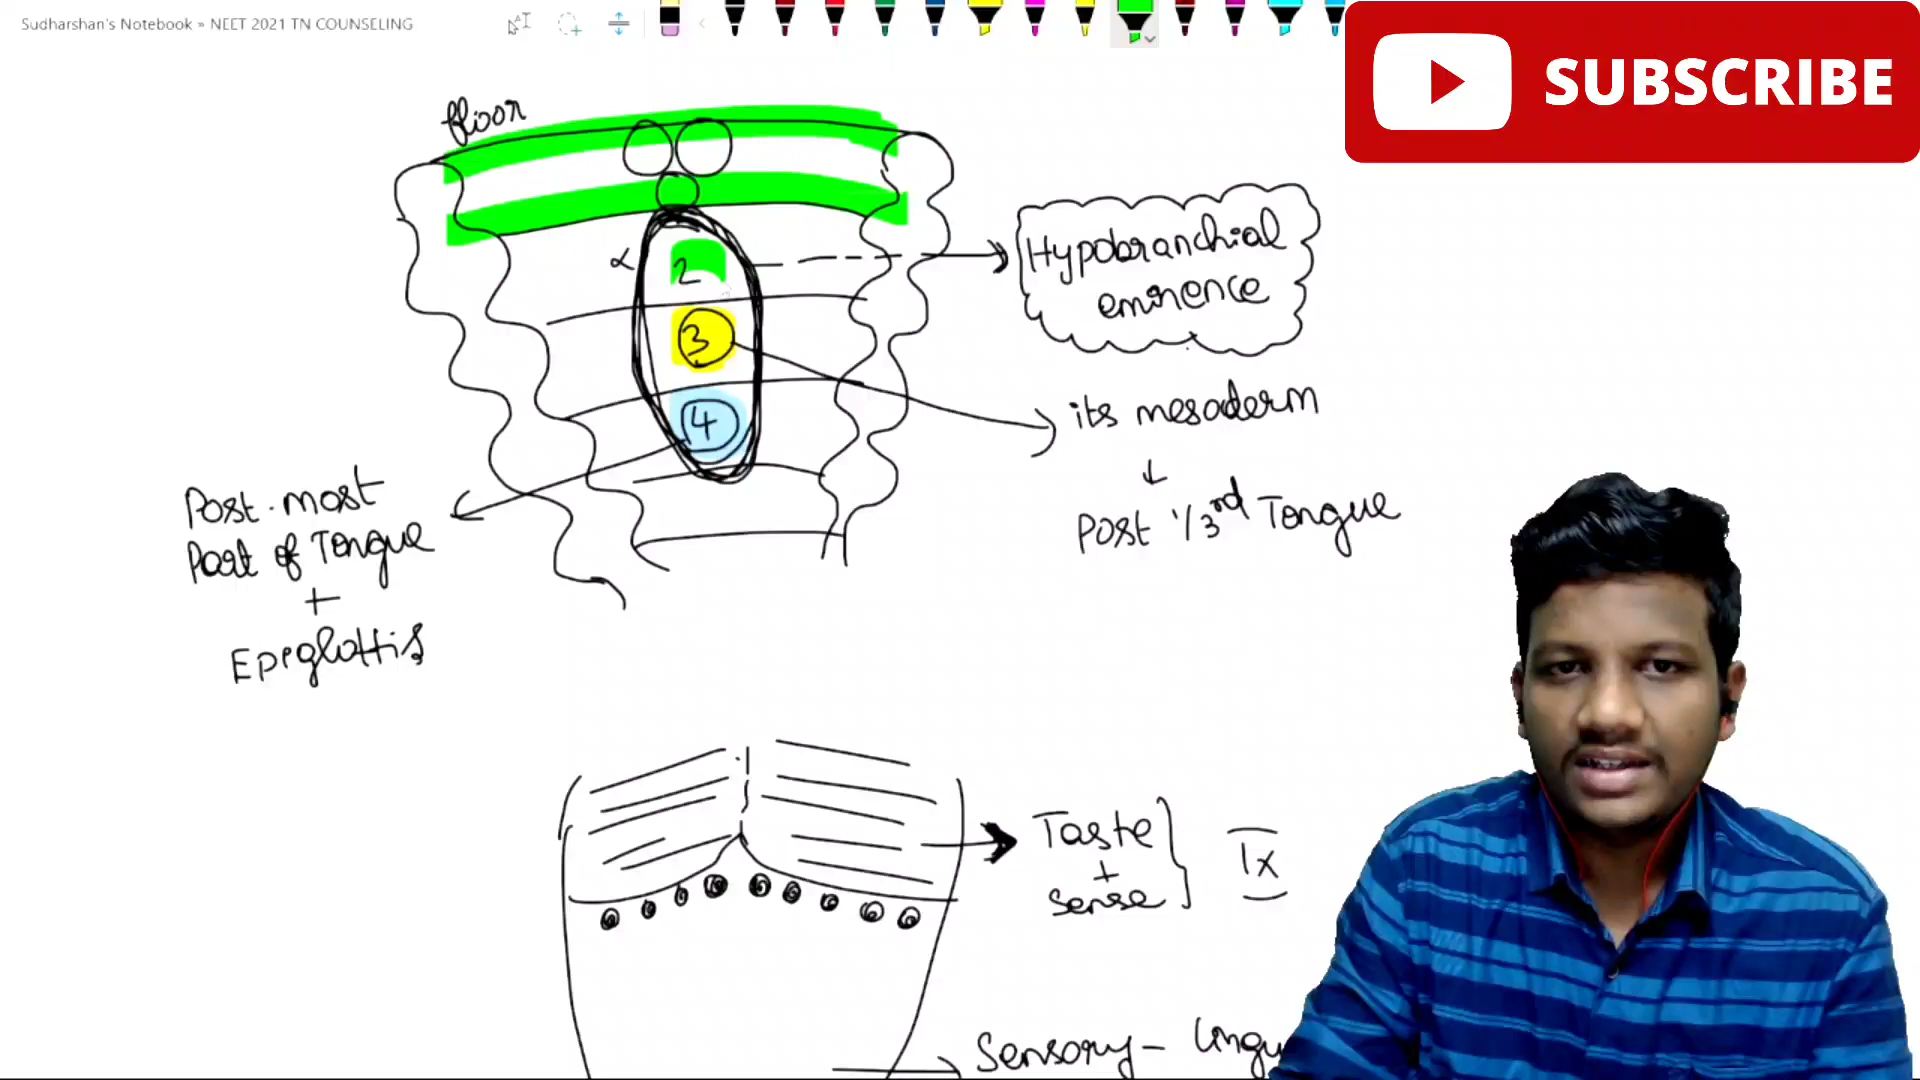 Sudharshan's Notebook » NEET 2021 TN COUNSELING
SUBSCRIBE
floor
2
3
4
Hypobranchial
eminence
its mesoderm
↓
Post 1/3rd Tongue
Post. most
Part of Tongue
+
Epiglottis
Taste
+
Sense
IX
Sensory - Lingu